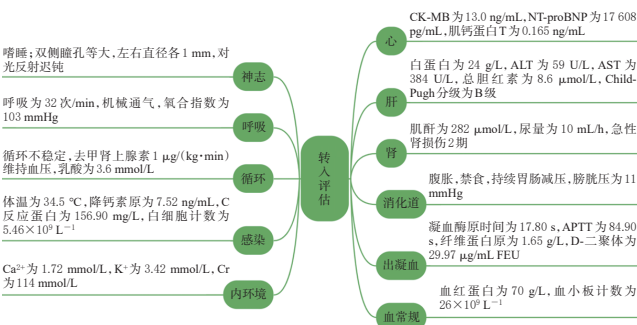 嗜睡;双侧瞳孔等大,左右直径各1 mm,对
光反射迟钝
神志
呼吸为32次/min,机械通气,氧合指数为
103 mmHg
呼吸
循环不稳定,去甲肾上腺素1 μg/(kg·min)
维持血压,乳酸为3.6 mmol/L
循环
体温为34.5 ℃,降钙素原为7.52 ng/mL,C
反应蛋白为156.90 mg/L,白细胞计数为
5.46×10⁹ L⁻¹
感染
Ca²⁺为1.72 mmol/L,K⁺为3.42 mmol/L,Cr
为114 mmol/L
内环境
转入评估
CK-MB为13.0 ng/mL,NT-proBNP为17 608
pg/mL,肌钙蛋白T为0.165 ng/mL
心
白蛋白为24 g/L,ALT为59 U/L,AST为
384 U/L,总胆红素为8.6 μmol/L,Child-
Pugh分级为B级
肝
肌酐为282 μmol/L,尿量为10 mL/h,急性
肾损伤2期
肾
腹胀,禁食,持续胃肠减压,膀胱压为11
mmHg
消化道
凝血酶原时间为17.80 s,APTT为84.90
s,纤维蛋白原为1.65 g/L,D-二聚体为
29.97 μg/mL FEU
出凝血
血红蛋白为70 g/L,血小板计数为
26×10⁹ L⁻¹
血常规